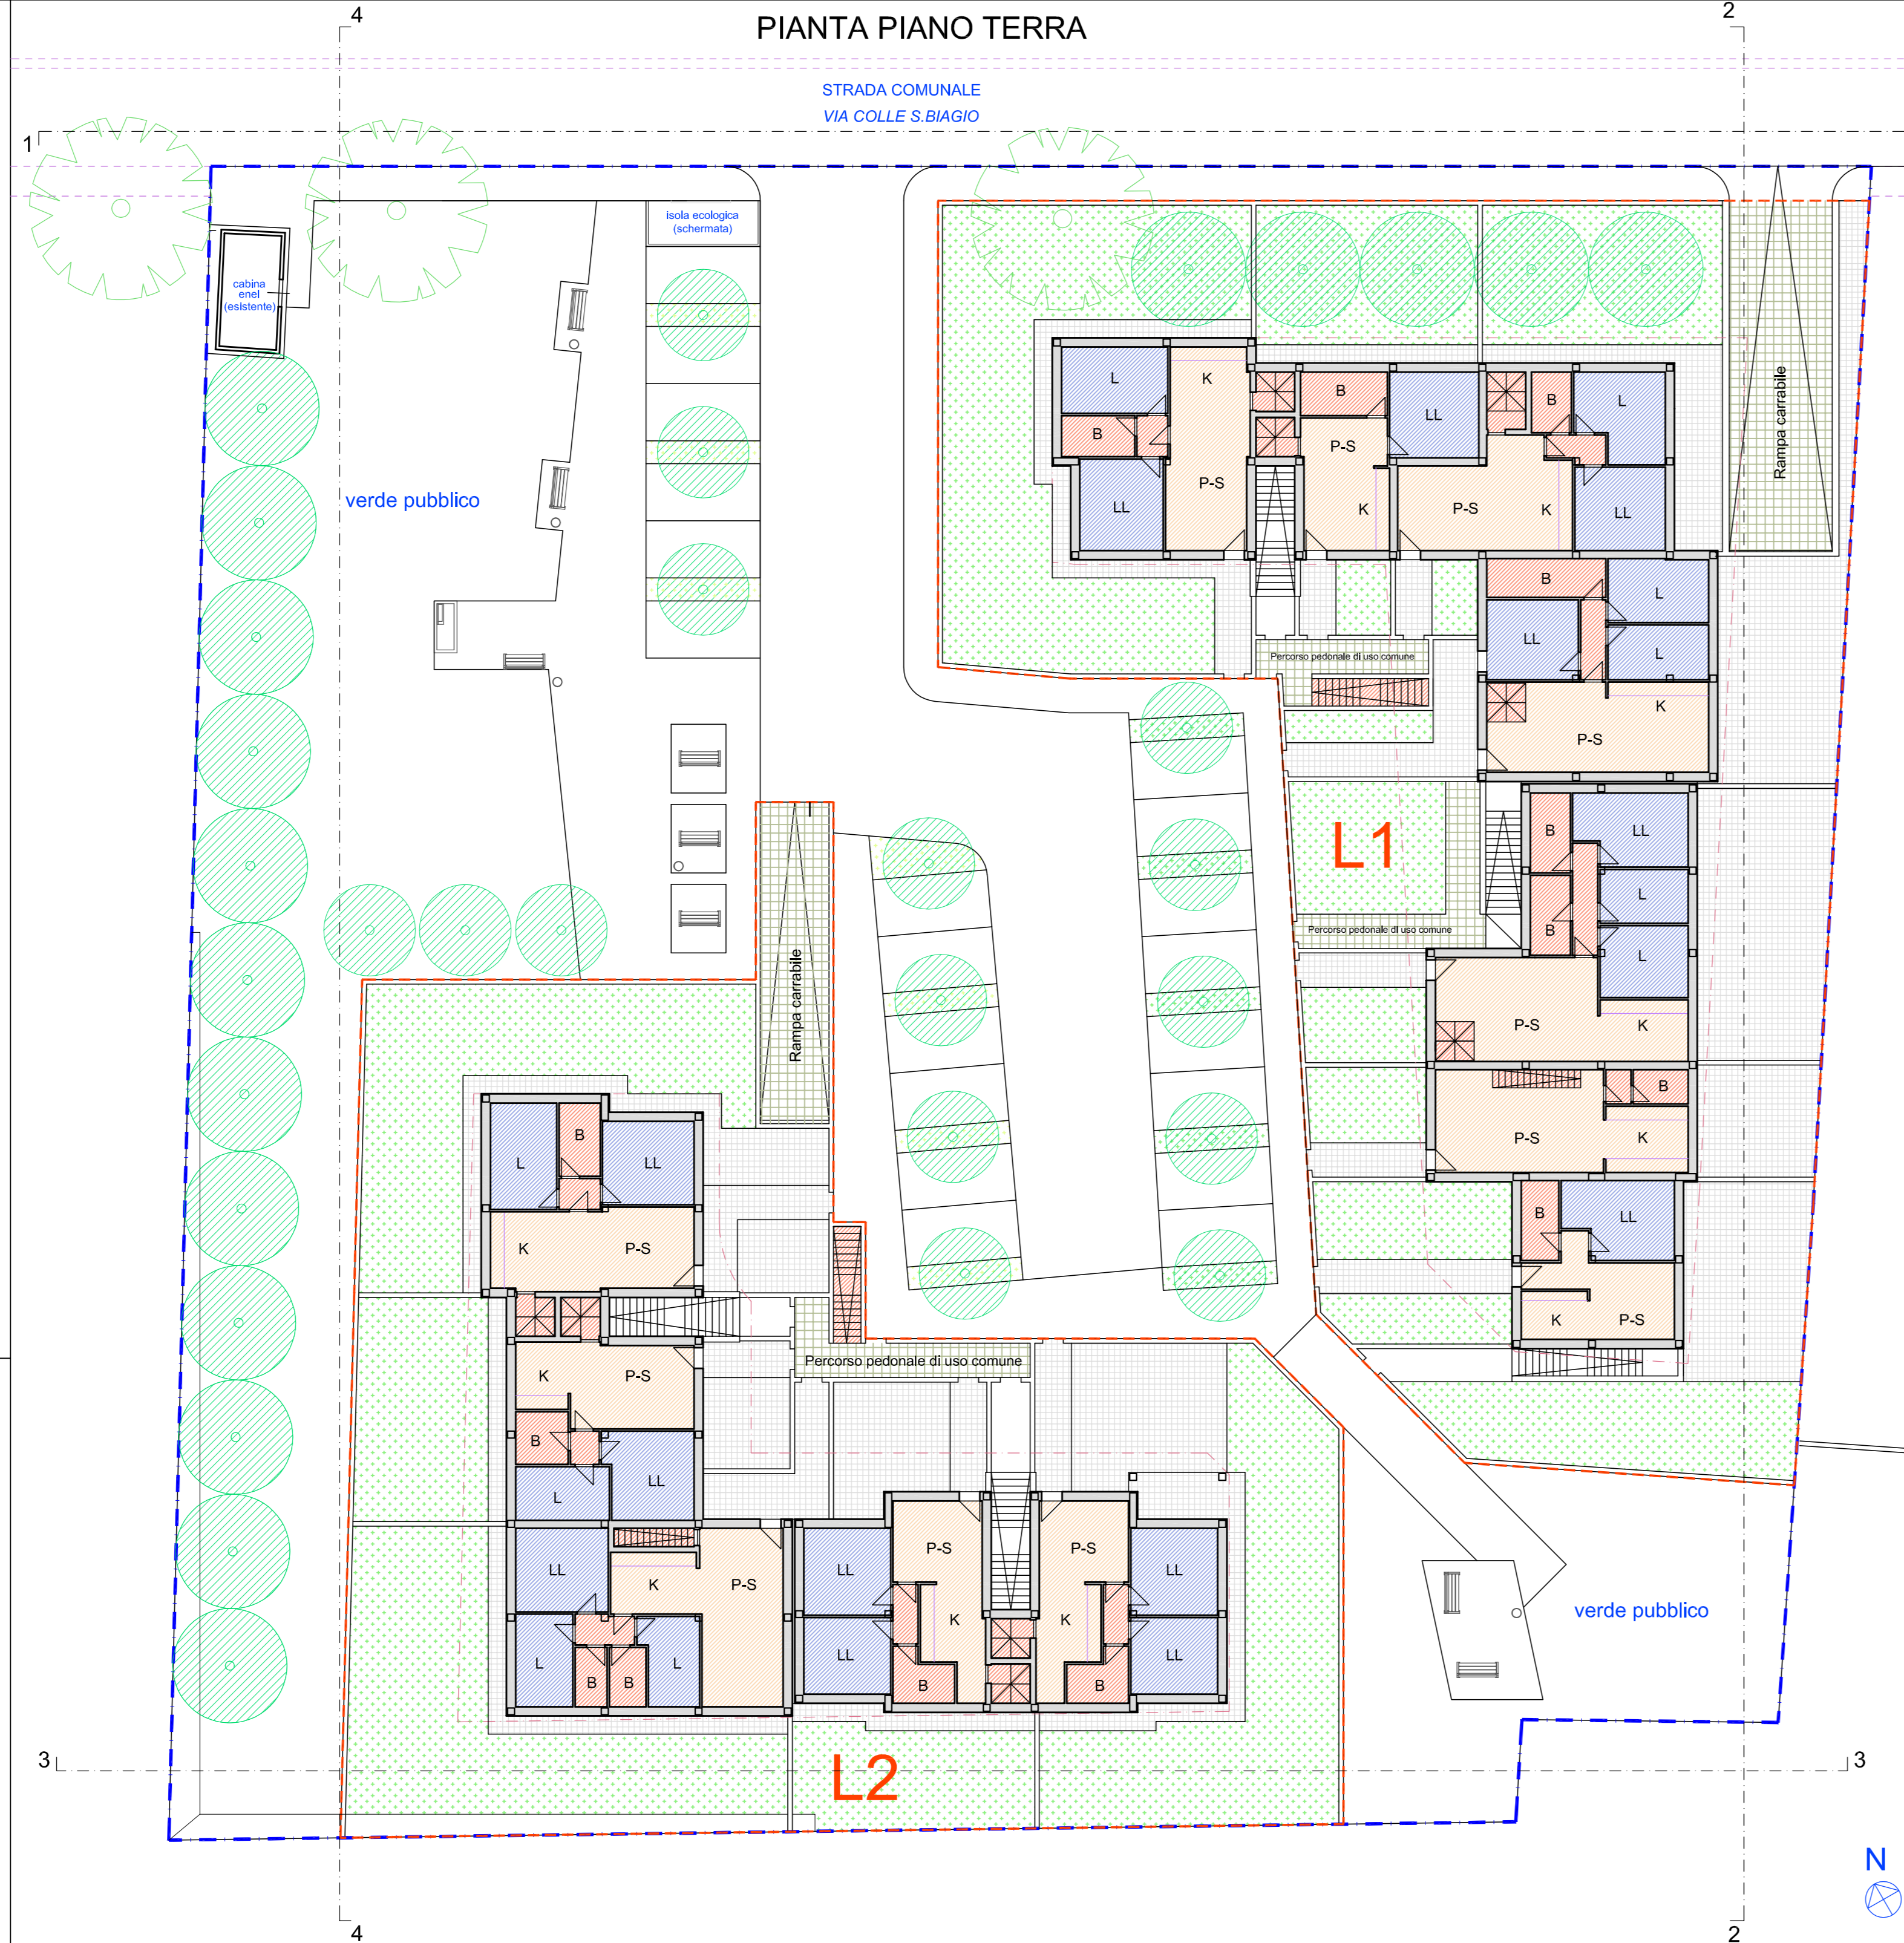 4
PIANTA PIANO TERRA
2
STRADA COMUNALE
VIA COLLE S.BIAGIO
1
isola ecologica
(schermata)
cabina
enel
(esistente)
verde pubblico
L
K
B
P-S
LL
B
LL
P-S
K
B
L
P-S
K
LL
Rampa carrabile
B
L
LL
L
K
P-S
Percorso pedonale di uso comune
L1
B
LL
L
B
L
P-S
K
Percorso pedonale di uso comune
B
P-S
K
B
LL
K
P-S
Rampa carrabile
L
B
LL
K
P-S
K
P-S
B
LL
L
Percorso pedonale di uso comune
LL
K
P-S
L
B
B
L
LL
P-S
K
LL
B
P-S
LL
K
LL
B
verde pubblico
3
L2
3
N
4
2